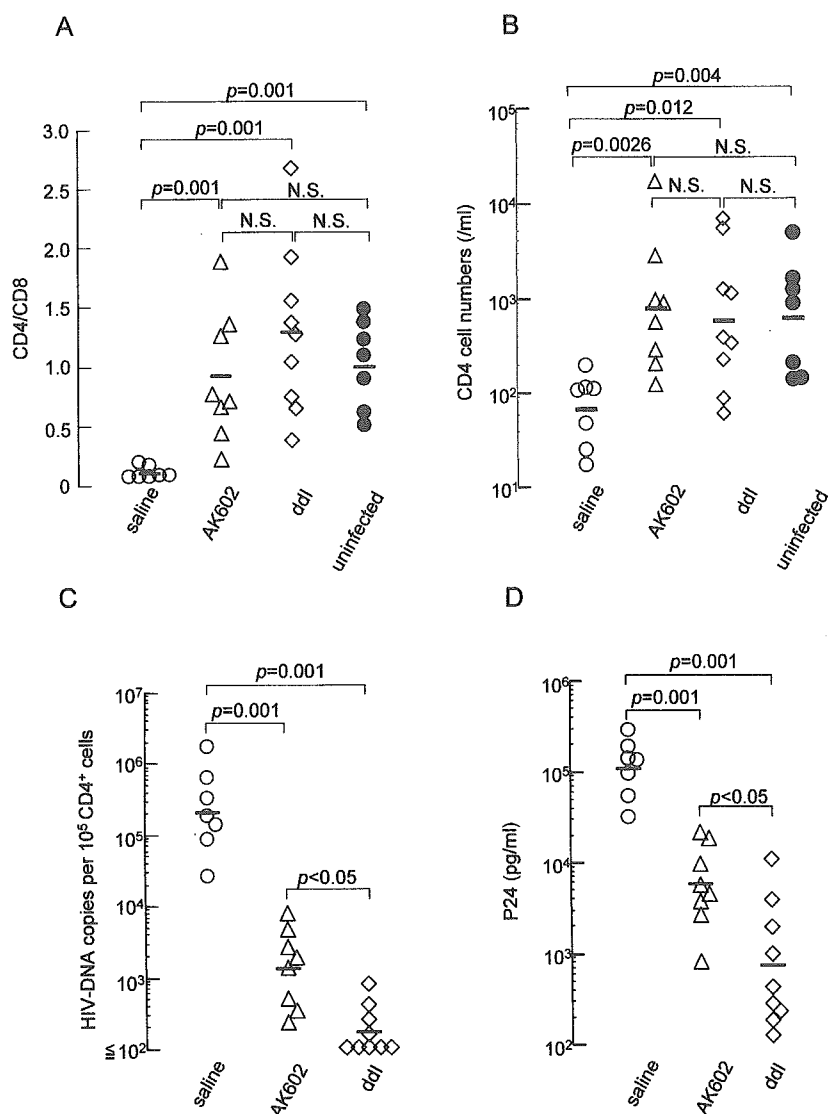 A
p=0.001
p=0.001
p=0.001
N.S.
N.S.
N.S.
CD4/CD8
3.0
2.5
2.0
1.5
1.0
0.5
0
saline
AK602
ddI
uninfected
B
p=0.004
p=0.012
p=0.0026
N.S.
N.S.
N.S.
CD4 cell numbers (/ml)
10⁵
10⁴
10³
10²
10¹
saline
AK602
ddI
uninfected
C
p=0.001
p=0.001
p<0.05
HIV-DNA copies per 10⁵ CD4⁺ cells
10⁷
10⁶
10⁵
10⁴
10³
≤10²
saline
AK602
ddI
D
p=0.001
p=0.001
p<0.05
P24 (pg/ml)
10⁶
10⁵
10⁴
10³
10²
saline
AK602
ddI